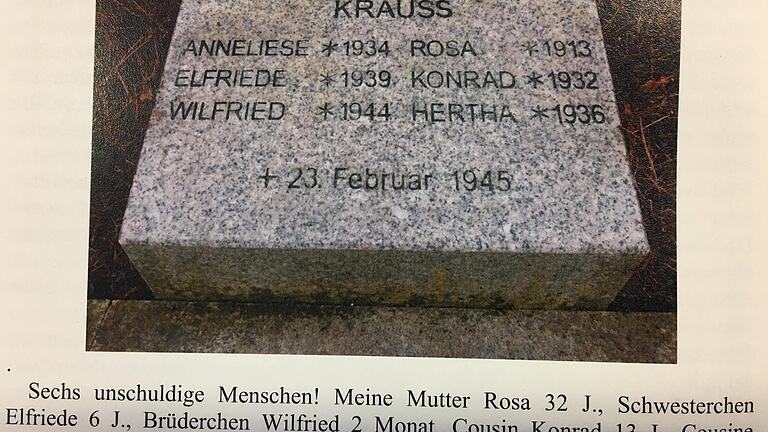 KRAUSS
ANNELIESE *1934 ROSA *1913
ELFRIEDE *1939 KONRAD *1932
WILFRIED *1944 HERTHA *1936
+ 23. Februar 1945
Sechs unschuldige Menschen! Meine Mutter Rosa 32 J., Schwesterchen
Elfriede 6 J., Brüderchen Wilfried 2 Monat, Cousin Konrad 13 J., Cousine